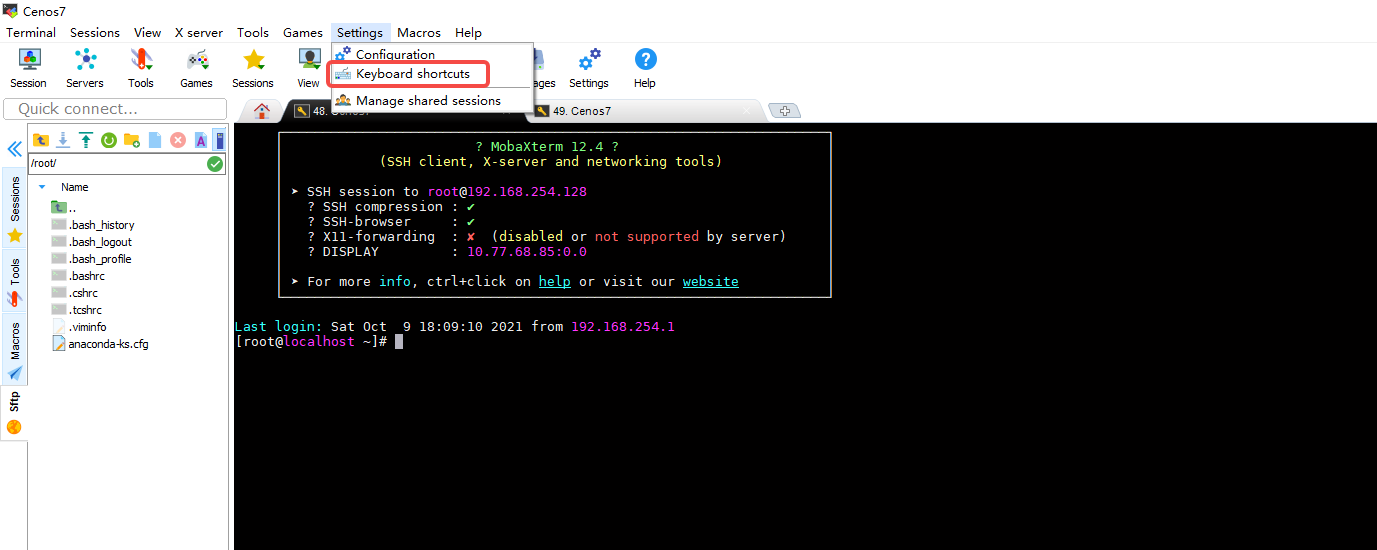 Cenos7
Terminal Sessions View X server Tools Games Settings Macros Help
Configuration
Keyboard shortcuts
Manage shared sessions
Session Servers Tools Games Sessions View ages Settings Help
Quick connect...
48. Cenos7
49. Cenos7
/root/
Name
..
.bash_history
.bash_logout
.bash_profile
.bashrc
.cshrc
.tcshrc
.viminfo
anaconda-ks.cfg
Sessions
Tools
Macros
Sftp
? MobaXterm 12.4 ?
(SSH client, X-server and networking tools)
➤ SSH session to root@192.168.254.128
? SSH compression : ✔
? SSH-browser : ✔
? X11-forwarding : ✘ (disabled or not supported by server)
? DISPLAY : 10.77.68.85:0.0
➤ For more info, ctrl+click on help or visit our website
Last login: Sat Oct 9 18:09:10 2021 from 192.168.254.1
[root@localhost ~]#